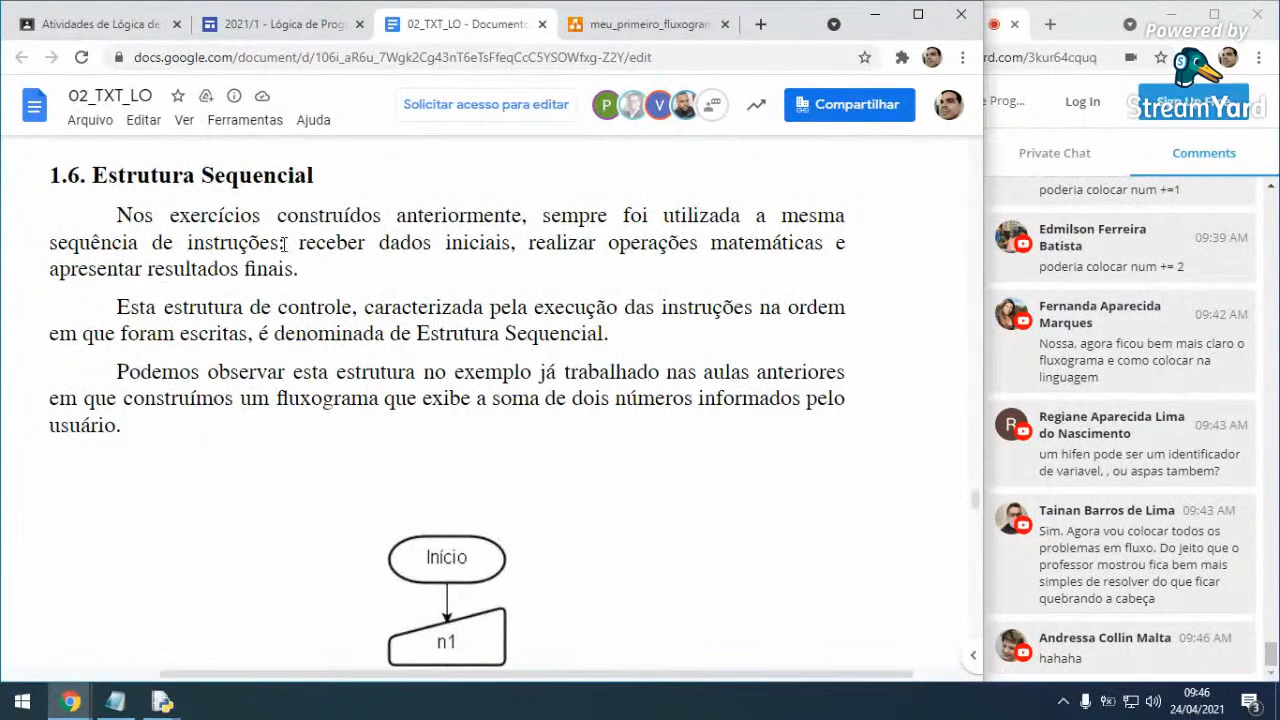 Atividades de Lógica de
2021/1 - Lógica de Prog
02_TXT_LO - Documento
meu_primeiro_fluxogram
docs.google.com/document/d/106i_aR6u_7Wgk2Cg43nT6erEFfeqGcC5YSOWfxg-Z2Y/edit
rd.com/3kur64cquq
Powered by
StreamYard
02_TXT_LO
Arquivo Editar Ver Ferramentas Ajuda
Solicitar acesso para editar
P V
Compartilhar
e Prog...
Log In
Private Chat
Comments
1.6. Estrutura Sequencial
Nos exercícios construídos anteriormente, sempre foi utilizada a mesma
sequência de instruções: receber dados iniciais, realizar operações matemáticas e
apresentar resultados finais.
Esta estrutura de controle, caracterizada pela execução das instruções na ordem
em que foram escritas, é denominada de Estrutura Sequencial.
Podemos observar esta estrutura no exemplo já trabalhado nas aulas anteriores
em que construímos um fluxograma que exibe a soma de dois números informados pelo
usuário.
Início
n1
poderia colocar num +=1
Edmilson Ferreira
Batista
09:39 AM
poderia colocar num += 2
Fernanda Aparecida
Marques
09:42 AM
Nossa, agora ficou bem mais claro o
fluxograma e como colocar na
linguagem
R
Regiane Aparecida Lima
do Nascimento
09:43 AM
um hifen pode ser um identificador
de variavel, , ou aspas tambem?
Tainan Barros de Lima
09:43 AM
Sim. Agora vou colocar todos os
problemas em fluxo. Do jeito que o
professor mostrou fica bem mais
simples de resolver do que ficar
quebrando a cabeça
Andressa Collin Malta
09:46 AM
hahaha
09:46
24/04/2021
3